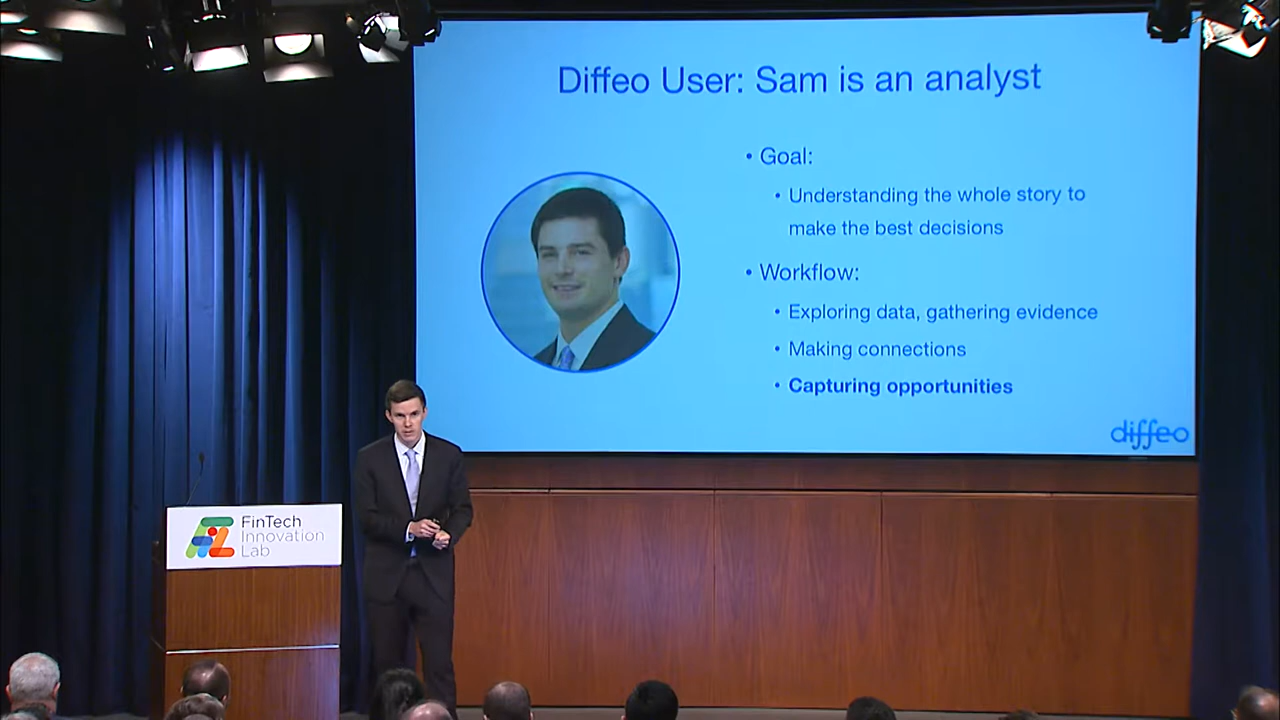 Diffeo User: Sam is an analyst
• Goal:
• Understanding the whole story to
make the best decisions
• Workflow:
• Exploring data, gathering evidence
• Making connections
• Capturing opportunities
diffeo
FinTech
Innovation
Lab